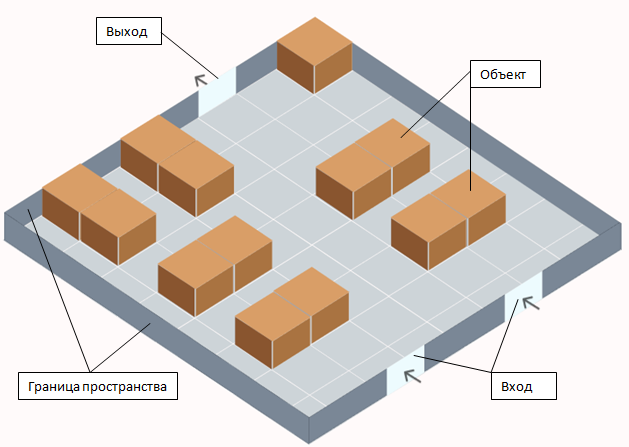 Выход
Объект
Граница пространства
Вход